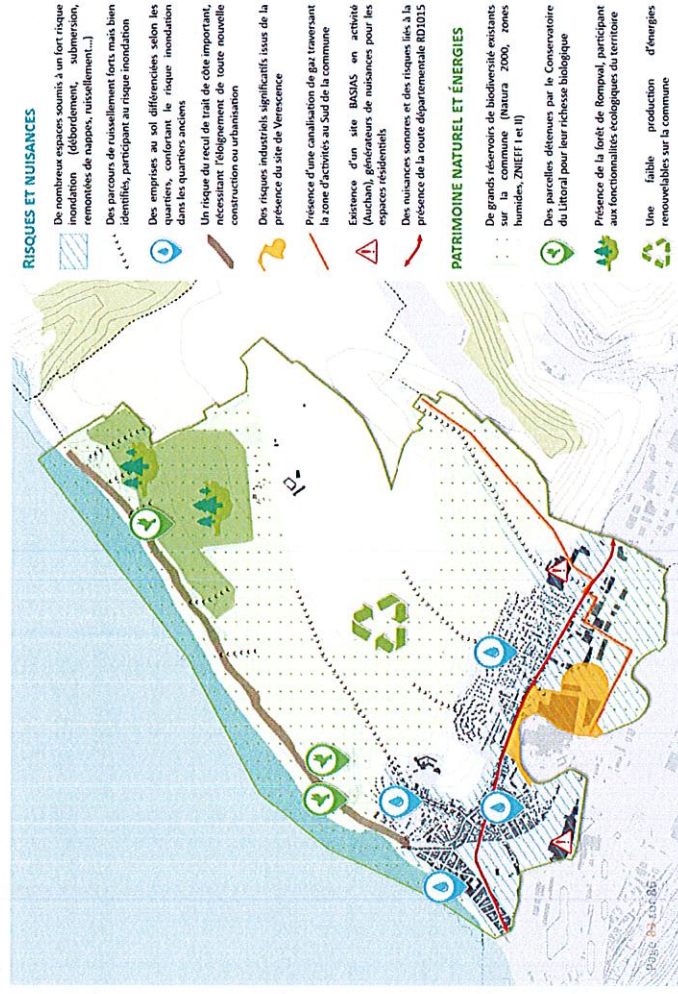 RISQUES ET NUISANCES
De nombreux espaces soumis à un fort risque
inondation (débordement, submersion,
remontées de nappes, ruissellement...)
Des parcours de ruissellement forts mais bien
identifiés, participant au risque inondation
Des emprises au sol différenciées selon les
quartiers, confortant le risque inondation
dans les quartiers anciens
Un risque du recul de trait de côte important,
nécessitant l'éloignement de toute nouvelle
construction ou urbanisation
Des risques industriels significatifs issus de la
présence du site de Verescence
Présence d'une canalisation de gaz traversant
la zone d'activités au Sud de la commune
Existence d'un site BASIAS en activité
(Auchan), générateurs de nuisances pour les
espaces résidentiels
Des nuisances sonores et des risques liés à la
présence de la route départementale RD1015
PATRIMOINE NATUREL ET ÉNERGIES
De grands réservoirs de biodiversité existants
sur la commune (Natura 2000, zones
humides, ZNIEFF I et II)
Des parcelles détenues par le Conservatoire
du Littoral pour leur richesse biologique
Présence de la forêt de Rompval, participant
aux fonctionnalités écologiques du territoire
Une faible production d'énergies
renouvelables sur la commune